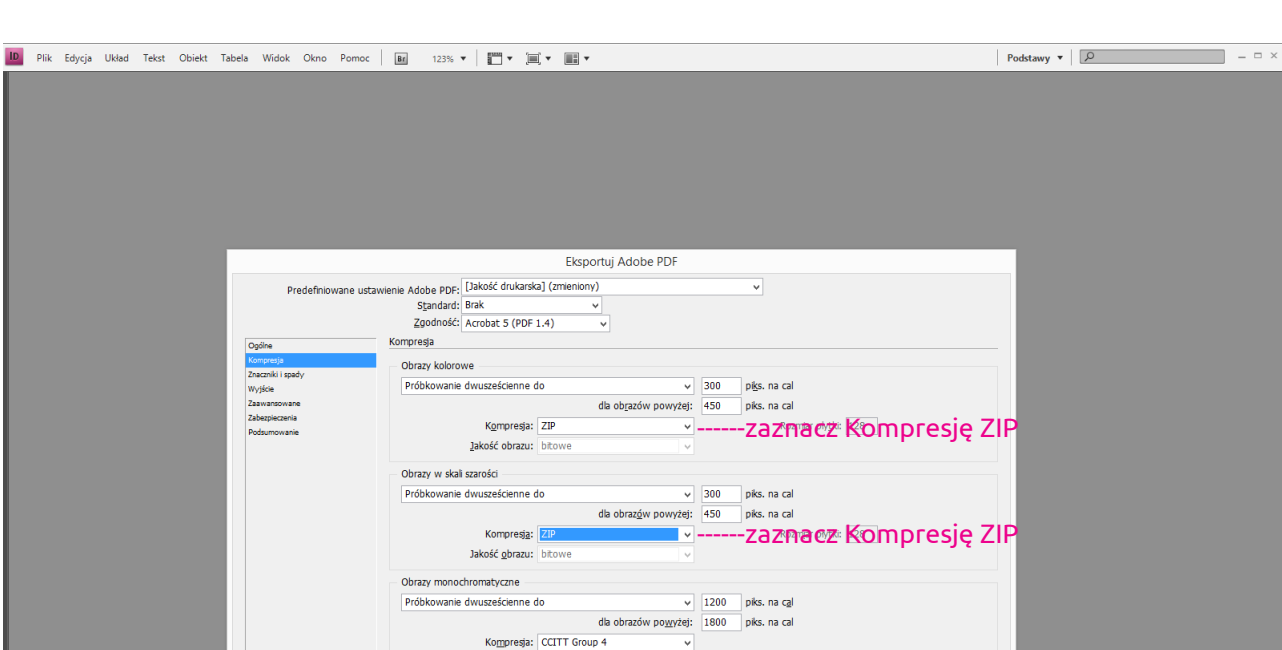 ID Plik Edycja Układ Tekst Obiekt Tabela Widok Okno Pomoc Br 123% Podstawy
Eksportuj Adobe PDF
Predefiniowane ustawienie Adobe PDF: [Jakość drukarska] (zmieniony)
Standard: Brak
Zgodność: Acrobat 5 (PDF 1.4)
Ogólne
Kompresja
Znaczniki i spady
Wyjście
Zaawansowane
Zabezpieczenia
Podsumowanie
Kompresja
Obrazy kolorowe
Próbkowanie dwusześcienne do 300 piks. na cal
dla obrazów powyżej: 450 piks. na cal
Kompresja: ZIP ------zaznacz Kompresję ZIP
Jakość obrazu: bitowe
Obrazy w skali szarości
Próbkowanie dwusześcienne do 300 piks. na cal
dla obrazów powyżej: 450 piks. na cal
Kompresja: ZIP ------zaznacz Kompresję ZIP
Jakość obrazu: bitowe
Obrazy monochromatyczne
Próbkowanie dwusześcienne do 1200 piks. na cal
dla obrazów powyżej: 1800 piks. na cal
Kompresja: CCITT Group 4